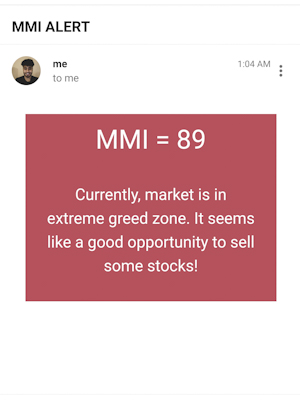 MMI ALERT
me
1:04 AM
to me
MMI = 89
Currently, market is in
extreme greed zone. It seems
like a good opportunity to sell
some stocks!